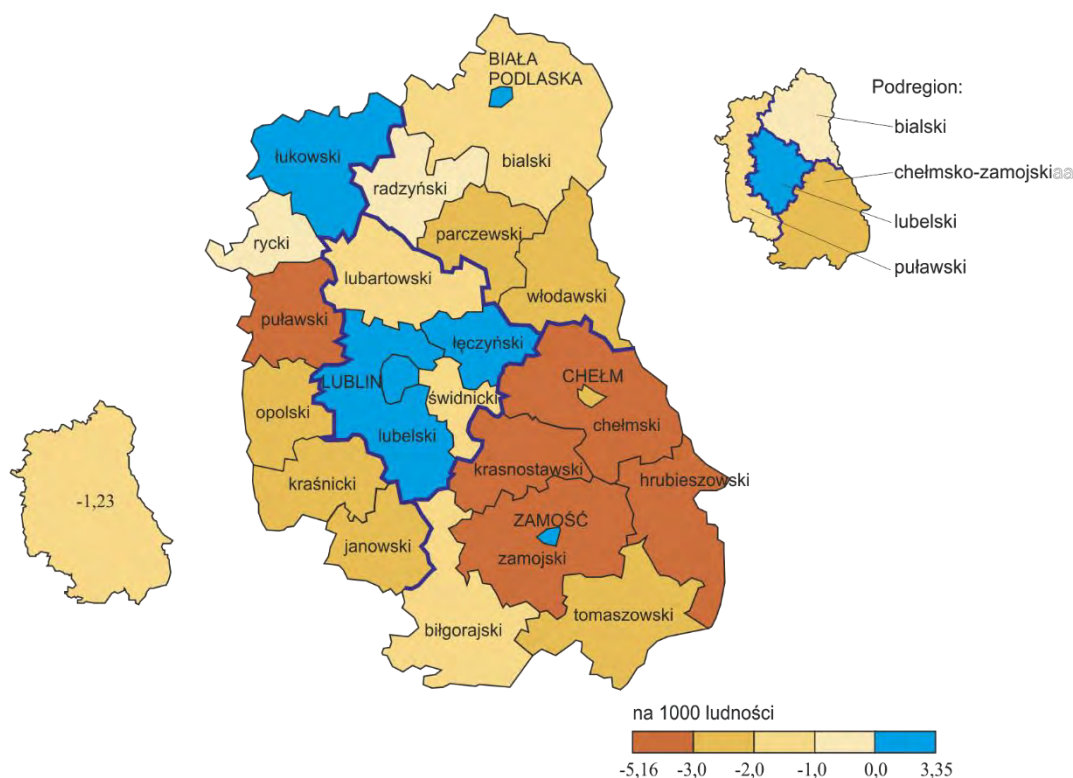 BIAŁA
PODLASKA
łukowski
bialski
radzyński
rycki
parczewski
lubartowski
włodawski
puławski
łęczyński
LUBLIN
CHEŁM
świdnicki
opolski
chełmski
lubelski
krasnostawski
hrubieszowski
kraśnicki
ZAMOŚĆ
janowski
zamojski
tomaszowski
biłgorajski
-1,23
Podregion:
bialski
chełmsko-zamojskiaa
lubelski
puławski
na 1000 ludności
-5,16 -3,0 -2,0 -1,0 0,0 3,35